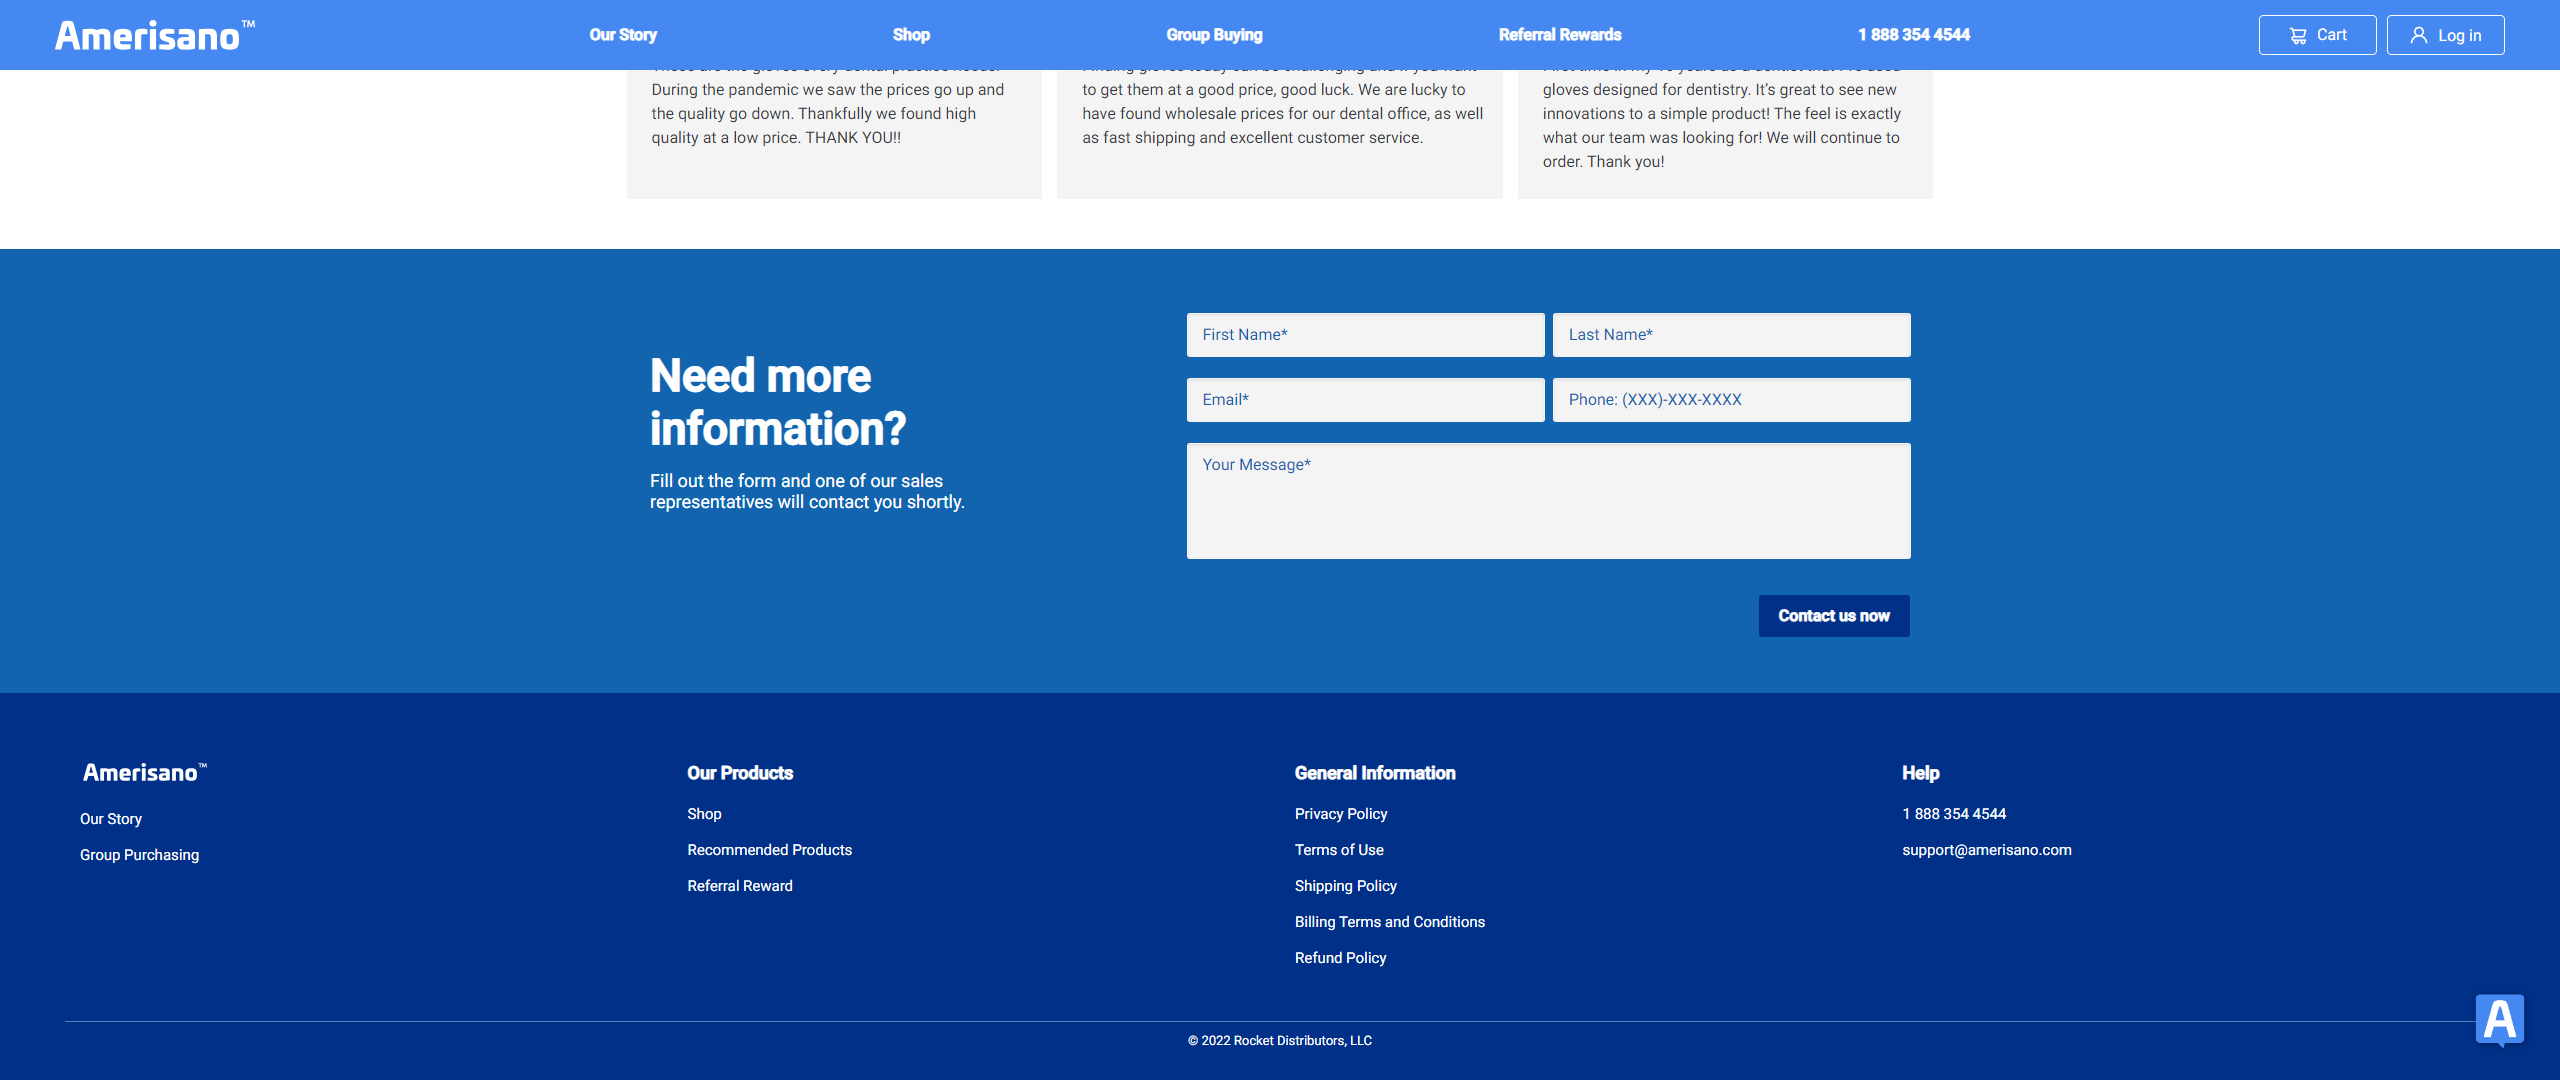 Amerisano™
Our Story
Shop
Group Buying
Referral Rewards
1 888 354 4544
Cart
Log in
During the pandemic we saw the prices go up and
the quality go down. Thankfully we found high
quality at a low price. THANK YOU!!
to get them at a good price, good luck. We are lucky to
have found wholesale prices for our dental office, as well
as fast shipping and excellent customer service.
gloves designed for dentistry. It's great to see new
innovations to a simple product! The feel is exactly
what our team was looking for! We will continue to
order. Thank you!
Need more
information?
Fill out the form and one of our sales
representatives will contact you shortly.
First Name*
Last Name*
Email*
Phone: (XXX)-XXX-XXXX
Your Message*
Contact us now
Amerisano™
Our Story
Group Purchasing
Our Products
Shop
Recommended Products
Referral Reward
General Information
Privacy Policy
Terms of Use
Shipping Policy
Billing Terms and Conditions
Refund Policy
Help
1 888 354 4544
support@amerisano.com
A
© 2022 Rocket Distributors, LLC